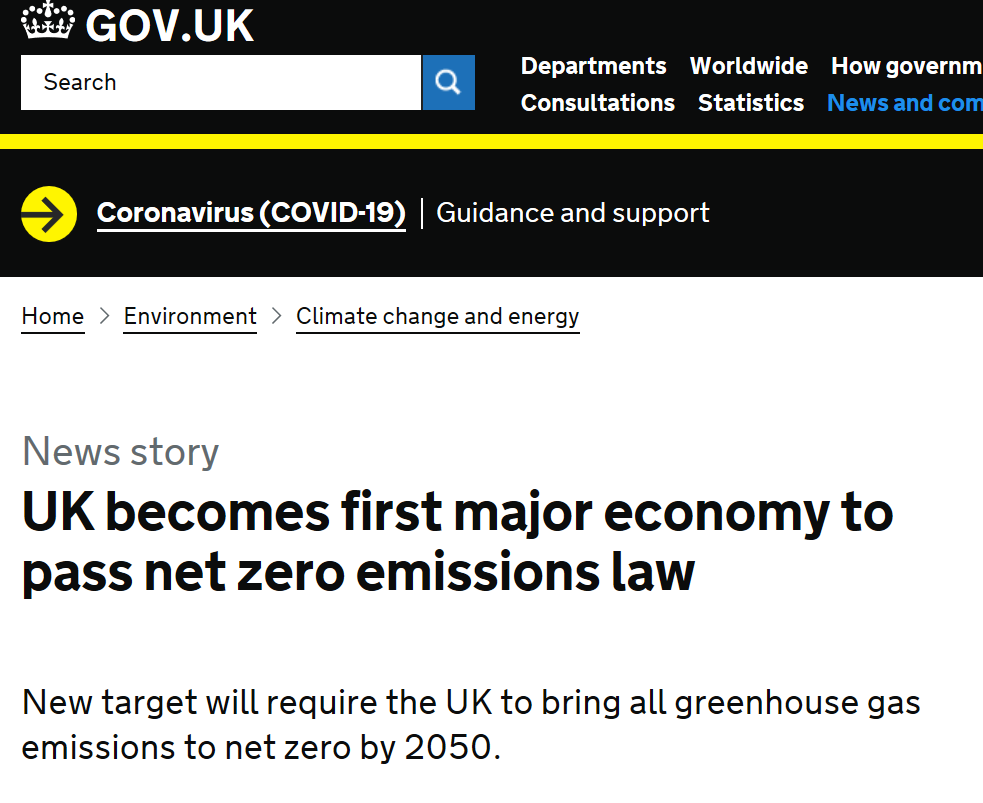 GOV.UK
Search
Departments Worldwide How governm
Consultations Statistics News and com
Coronavirus (COVID-19) | Guidance and support
Home > Environment > Climate change and energy
News story
UK becomes first major economy to
pass net zero emissions law
New target will require the UK to bring all greenhouse gas
emissions to net zero by 2050.